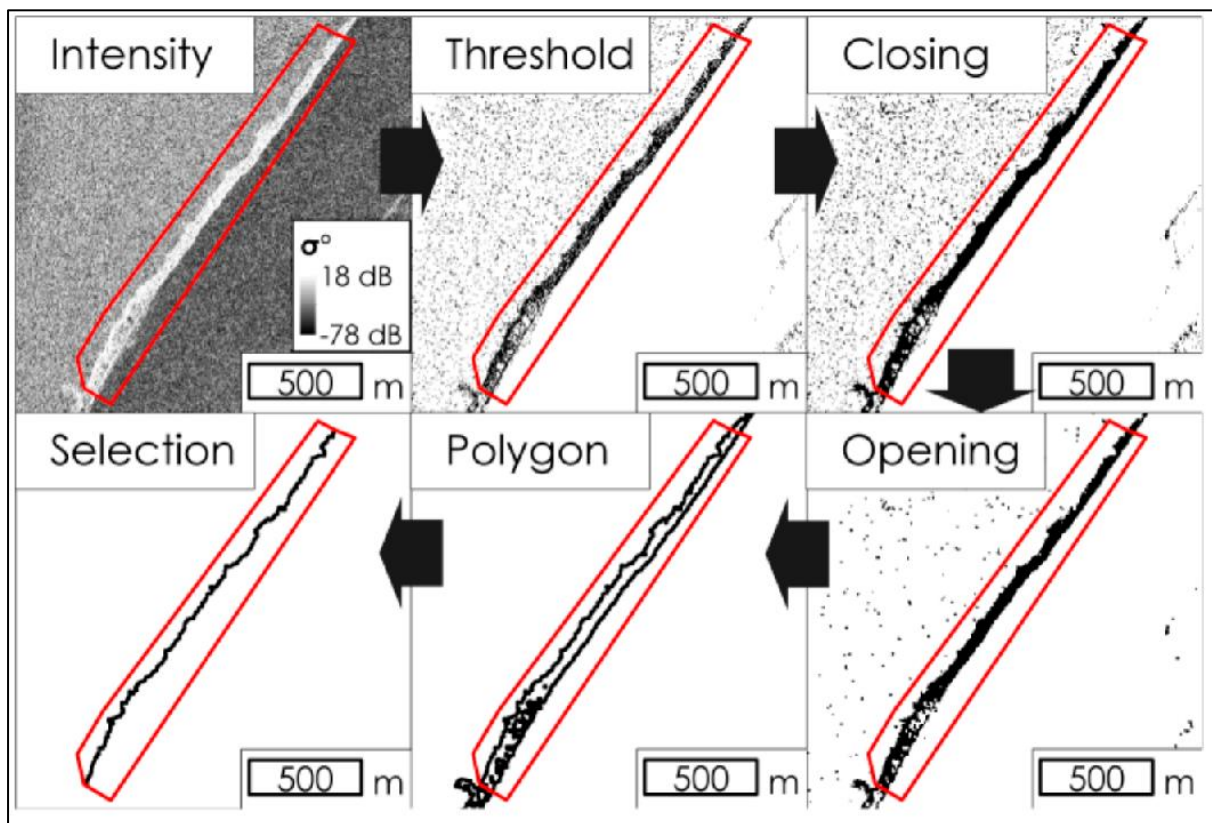 Intensity
Threshold
Closing
σ°
18 dB
-78 dB
500 m
500 m
500 m
Selection
Polygon
Opening
500 m
500 m
500 m